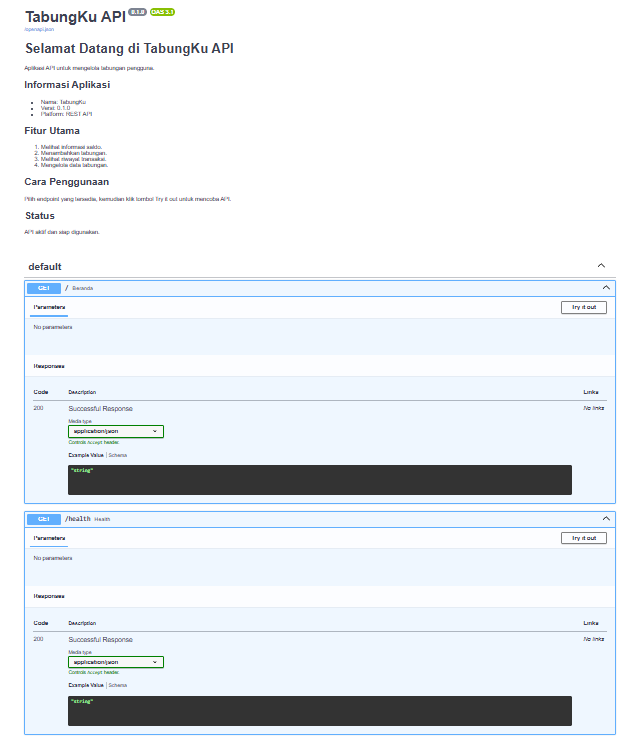 TabungKu API 0.1.0 OAS 3.1
/openapi.json
Selamat Datang di TabungKu API
Aplikasi API untuk mengelola tabungan pengguna.
Informasi Aplikasi
• Nama: TabungKu
• Versi: 0.1.0
• Platform: REST API
Fitur Utama
1. Melihat informasi saldo.
2. Menambahkan tabungan.
3. Melihat riwayat transaksi.
4. Mengelola data tabungan.
Cara Penggunaan
Pilih endpoint yang tersedia, kemudian klik tombol Try it out untuk mencoba API.
Status
API aktif dan siap digunakan.
default
GET / Beranda
Parameters Try it out
No parameters
Responses
Code Description Links
200 Successful Response No links
Media type
application/json
Controls Accept header.
Example Value | Schema
"string"
GET /health Health
Parameters Try it out
No parameters
Responses
Code Description Links
200 Successful Response No links
Media type
application/json
Controls Accept header.
Example Value | Schema
"string"